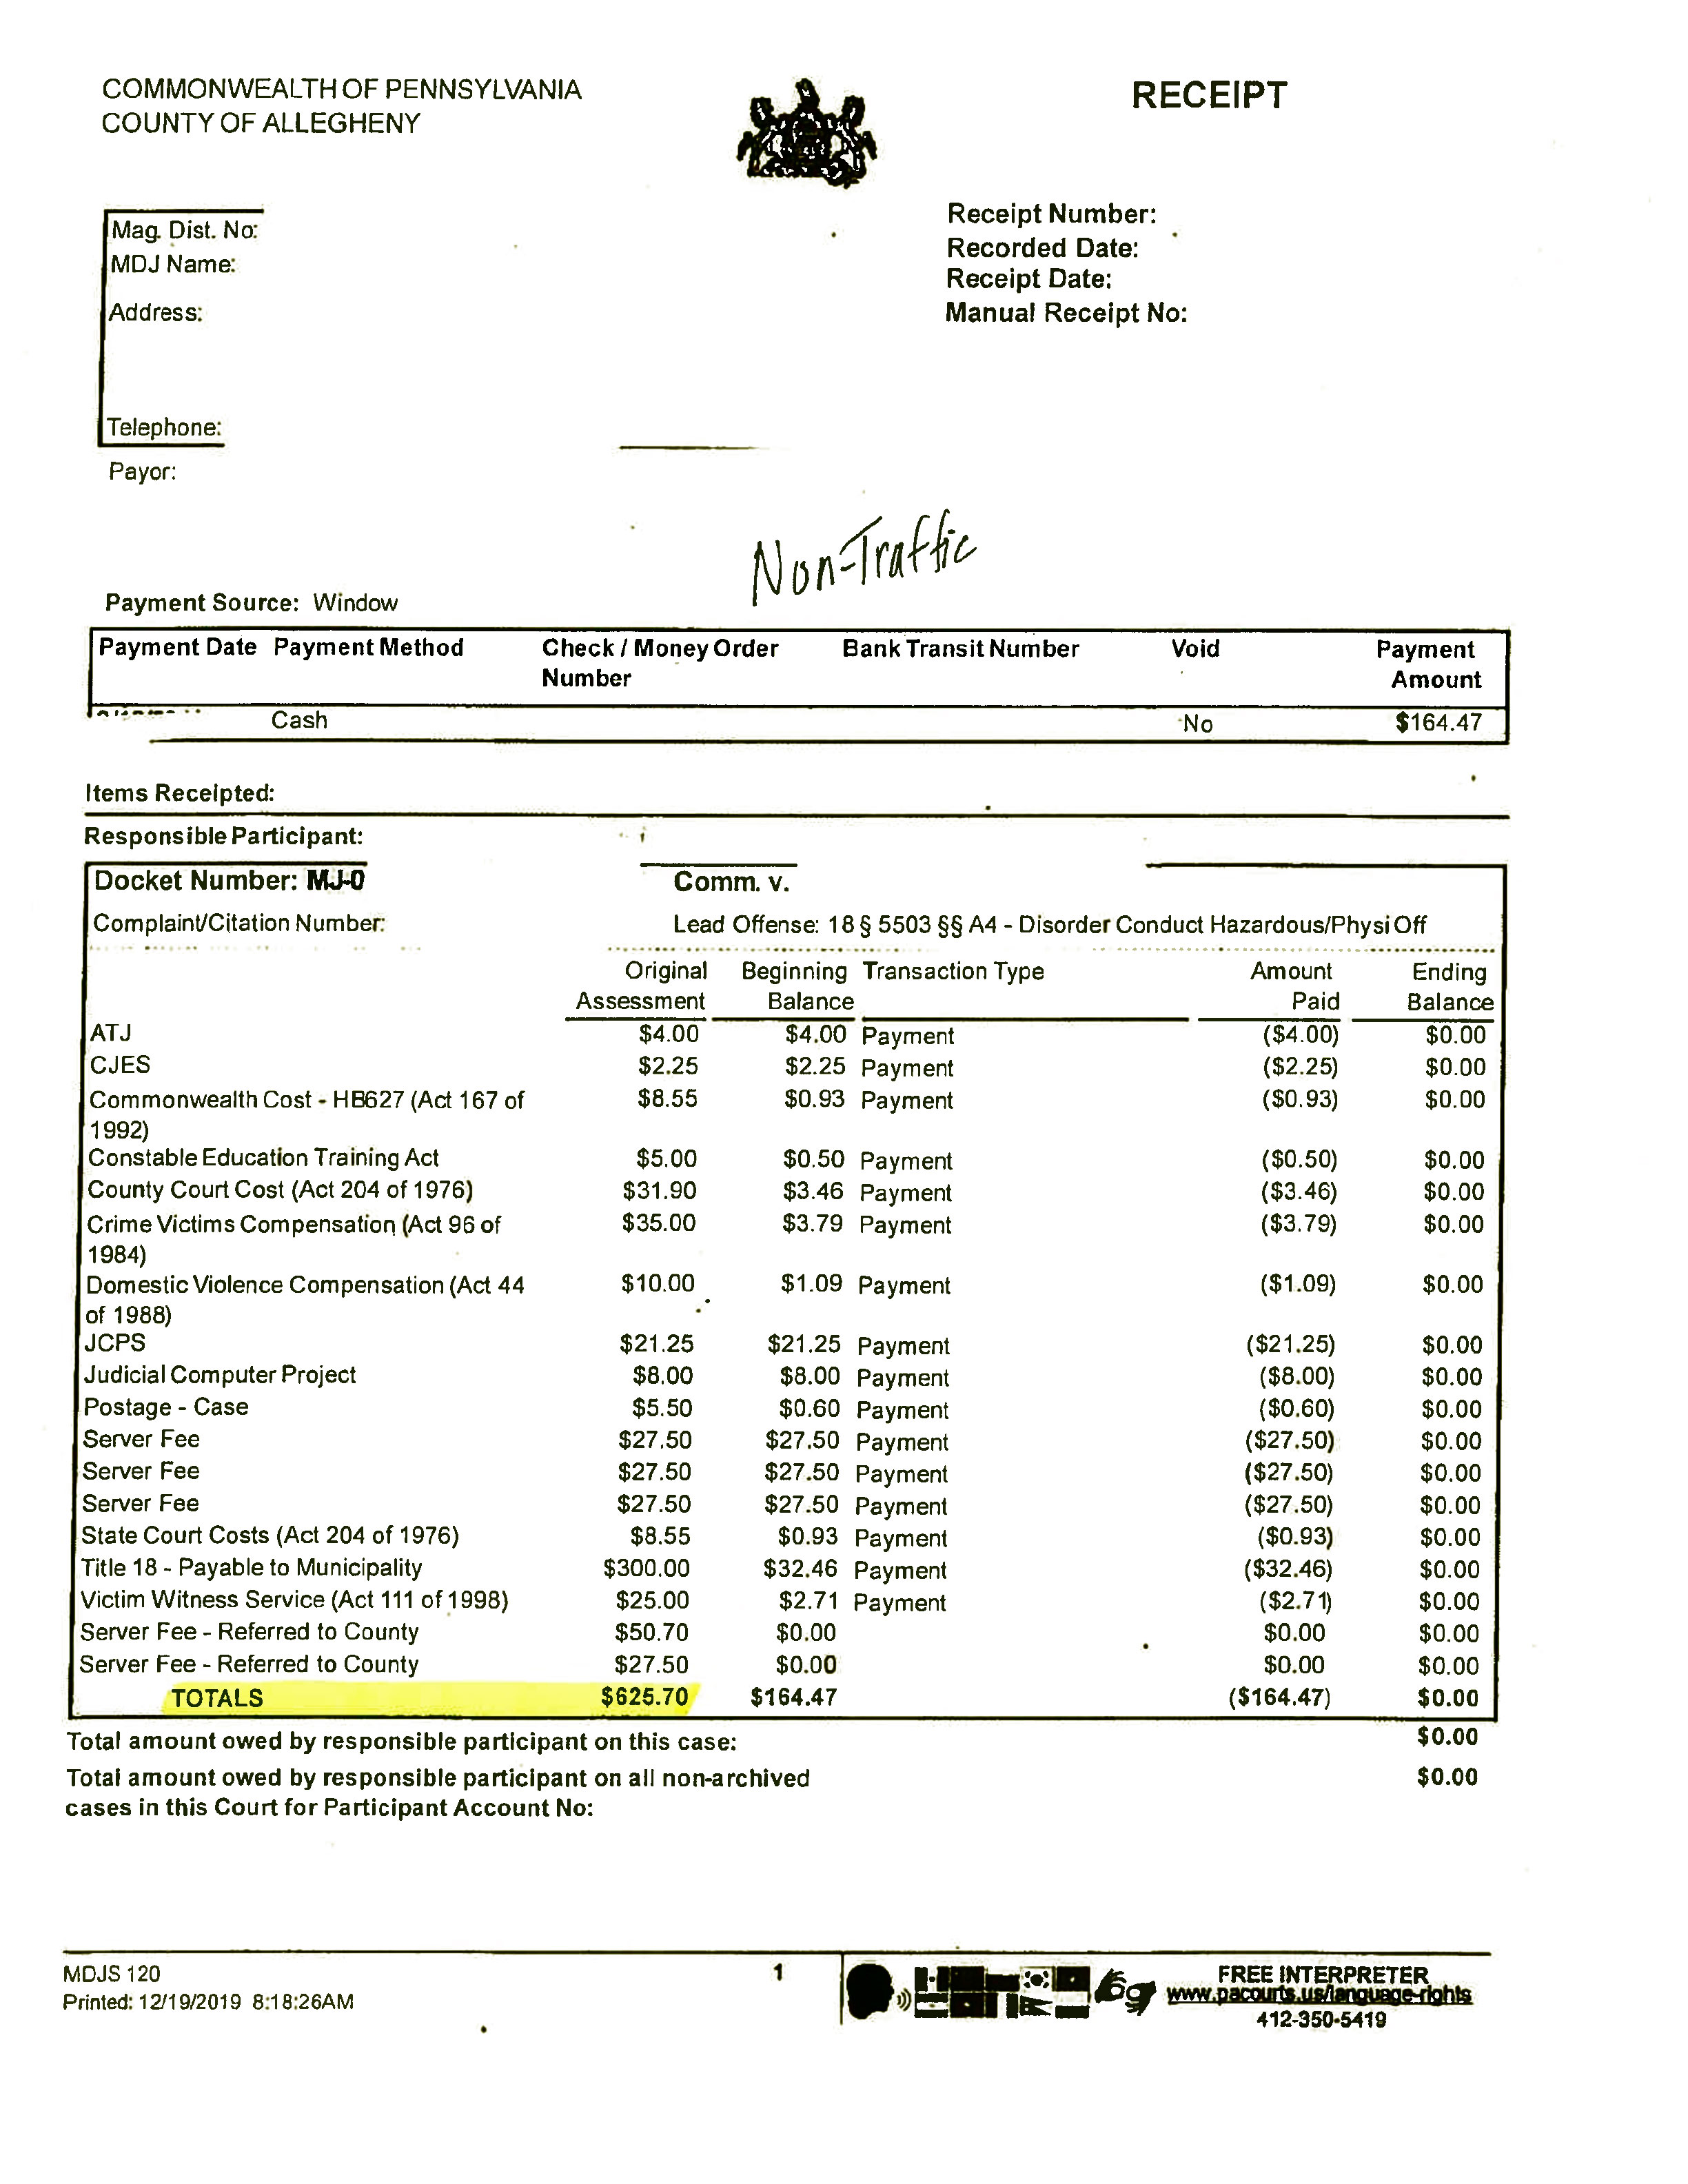 COMMONWEALTH OF PENNSYLVANIA
COUNTY OF ALLEGHENY
RECEIPT
Mag. Dist. No:
MDJ Name:
Address:
Telephone:
Receipt Number:
Recorded Date:
Receipt Date:
Manual Receipt No:
Payor:
Non-Traffic
Payment Source: Window
Payment Date Payment Method Check / Money Order Number Bank Transit Number Void Payment Amount
Cash No $164.47
Items Receipted:
Responsible Participant:
Docket Number: MJ-0 Comm. v.
Complaint/Citation Number: Lead Offense: 18 § 5503 §§ A4 - Disorder Conduct Hazardous/Physi Off
Original Assessment Beginning Balance Transaction Type Amount Paid Ending Balance
ATJ $4.00 $4.00 Payment ($4.00) $0.00
CJES $2.25 $2.25 Payment ($2.25) $0.00
Commonwealth Cost - HB627 (Act 167 of 1992) $8.55 $0.93 Payment ($0.93) $0.00
Constable Education Training Act $5.00 $0.50 Payment ($0.50) $0.00
County Court Cost (Act 204 of 1976) $31.90 $3.46 Payment ($3.46) $0.00
Crime Victims Compensation (Act 96 of 1984) $35.00 $3.79 Payment ($3.79) $0.00
Domestic Violence Compensation (Act 44 of 1988) $10.00 $1.09 Payment ($1.09) $0.00
JCPS $21.25 $21.25 Payment ($21.25) $0.00
Judicial Computer Project $8.00 $8.00 Payment ($8.00) $0.00
Postage - Case $5.50 $0.60 Payment ($0.60) $0.00
Server Fee $27.50 $27.50 Payment ($27.50) $0.00
Server Fee $27.50 $27.50 Payment ($27.50) $0.00
Server Fee $27.50 $27.50 Payment ($27.50) $0.00
State Court Costs (Act 204 of 1976) $8.55 $0.93 Payment ($0.93) $0.00
Title 18 - Payable to Municipality $300.00 $32.46 Payment ($32.46) $0.00
Victim Witness Service (Act 111 of 1998) $25.00 $2.71 Payment ($2.71) $0.00
Server Fee - Referred to County $50.70 $0.00 $0.00 $0.00
Server Fee - Referred to County $27.50 $0.00 $0.00 $0.00
TOTALS $625.70 $164.47 ($164.47) $0.00
Total amount owed by responsible participant on this case: $0.00
Total amount owed by responsible participant on all non-archived $0.00
cases in this Court for Participant Account No:
MDJS 120
Printed: 12/19/2019 8:18:26AM
1
FREE INTERPRETER
www.pacourts.us/language-rights
412-350-5419